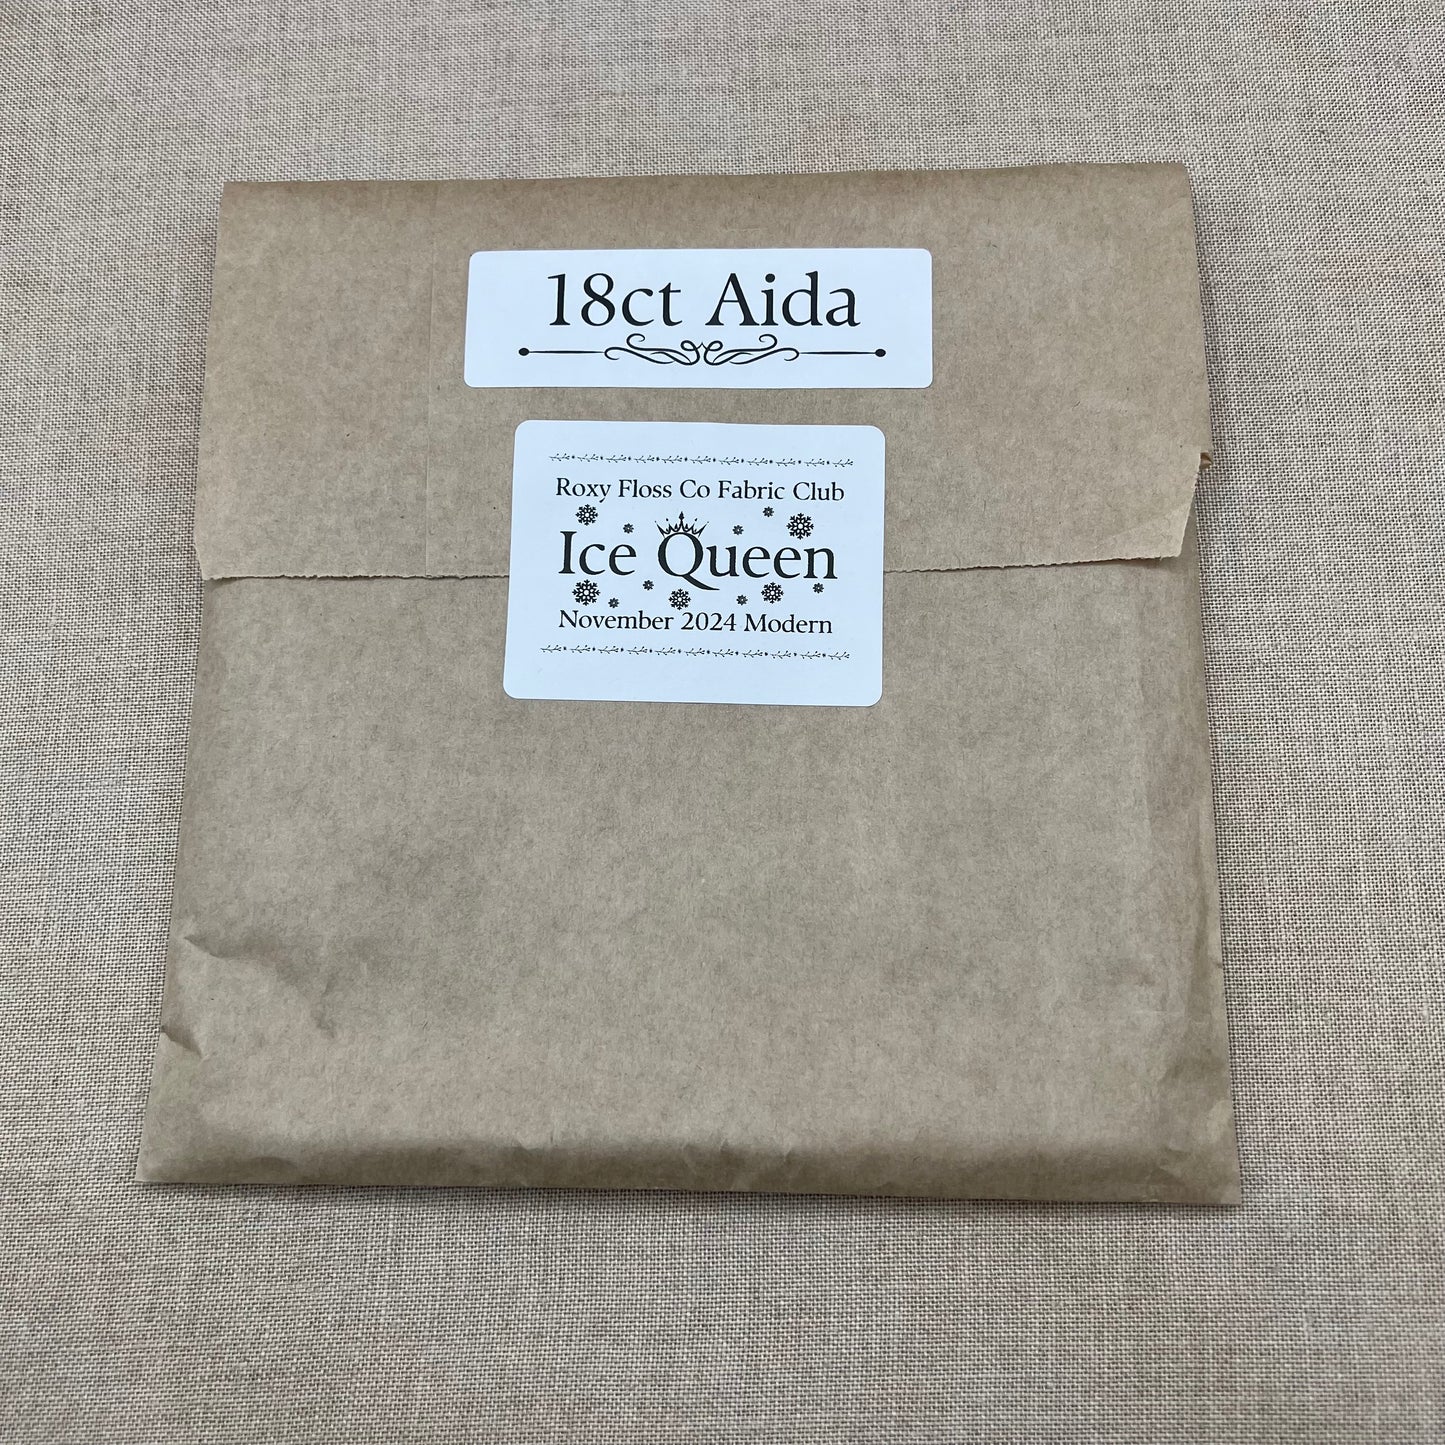 18ct Aida
Roxy Floss Co Fabric Club
Ice Queen
November 2024 Modern